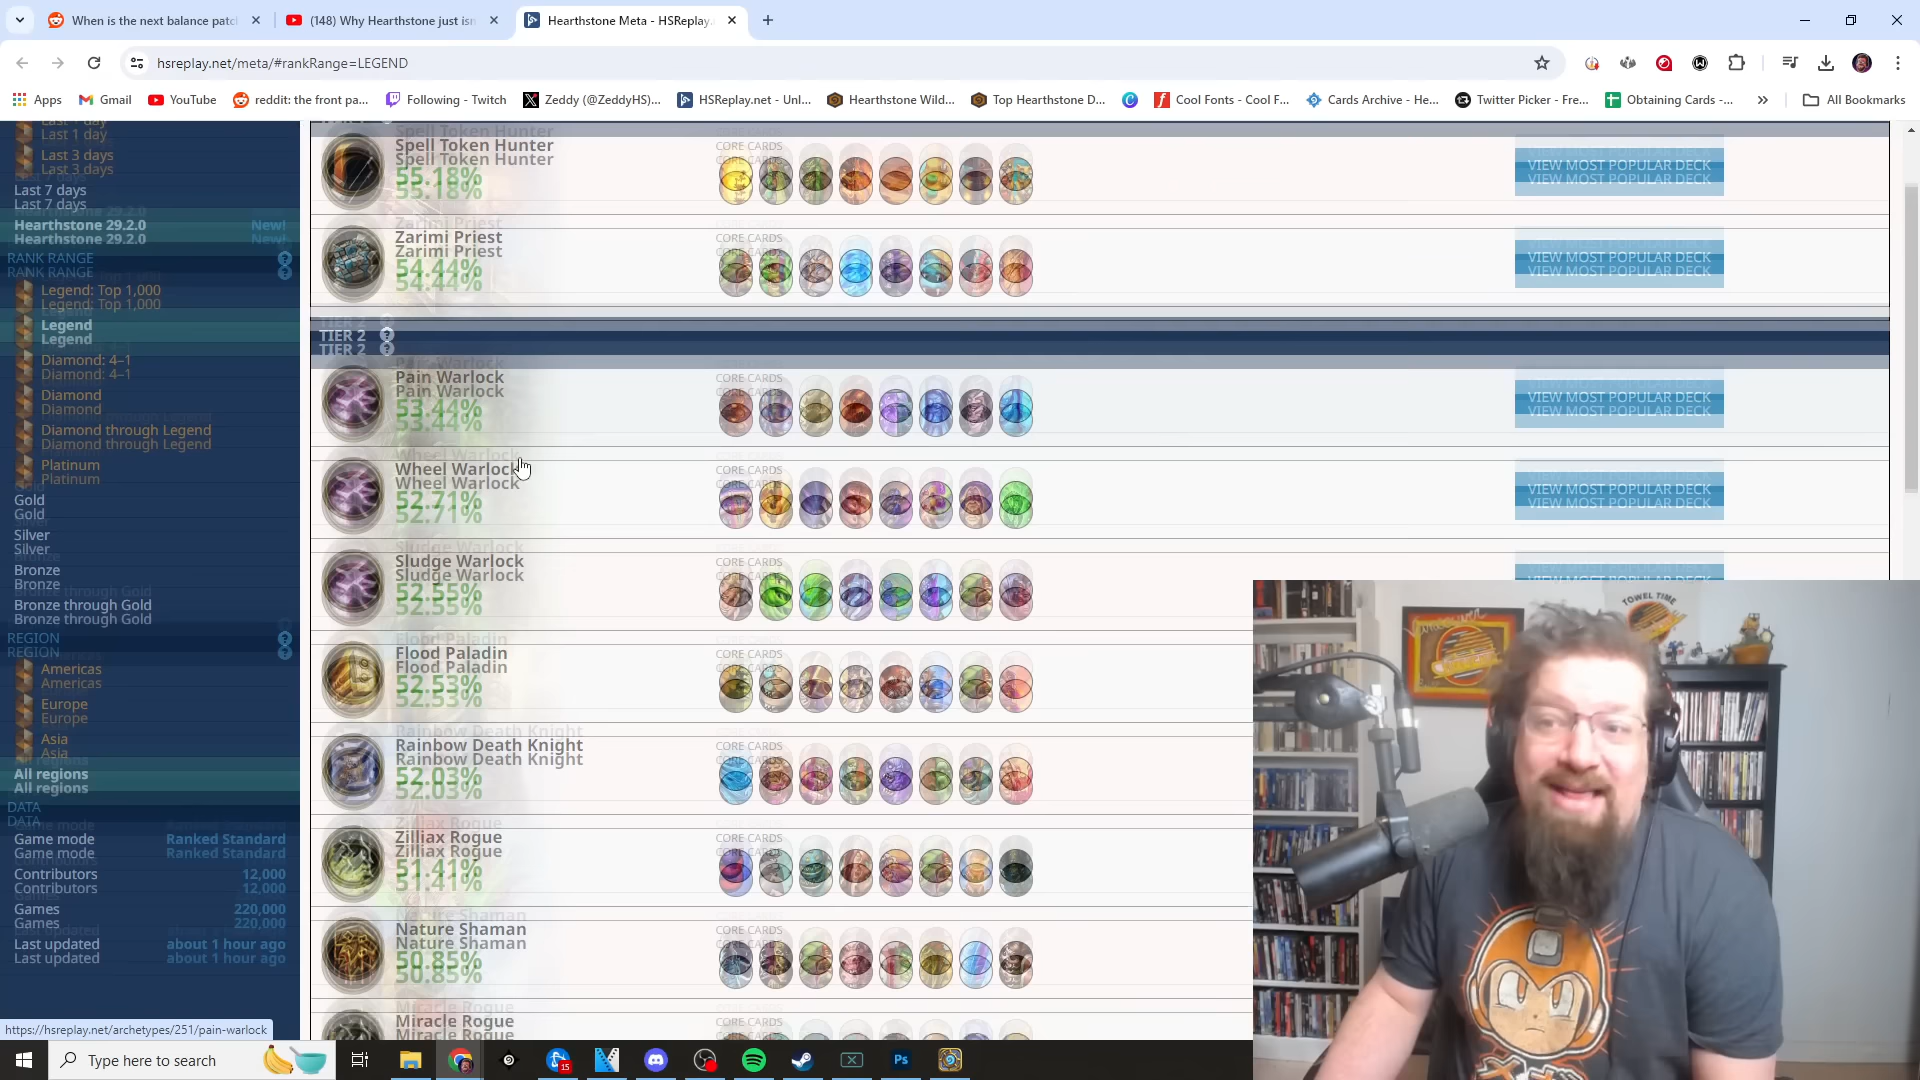 When is the next balance patc
(148) Why Hearthstone just isn
Hearthstone Meta - HSReplay.
hsreplay.net/meta/#rankRange=LEGEND
Apps
Gmail
YouTube
reddit: the front pa...
Following - Twitch
Zeddy (@ZeddyHS)...
HSReplay.net - Unl...
Hearthstone Wild...
Top Hearthstone D...
Cool Fonts - Cool F...
Cards Archive - He...
Twitter Picker - Fre...
Obtaining Cards -...
All Bookmarks
Last 1 day
Last 3 days
Last 7 days
Hearthstone 29.2.0 New!
RANK RANGE
Legend: Top 1,000
Legend
Diamond: 4–1
Diamond
Diamond through Legend
Platinum
Gold
Silver
Bronze
Bronze through Gold
REGION
Americas
Europe
Asia
All regions
DATA
Game mode Ranked Standard
Contributors 12,000
Games 220,000
Last updated about 1 hour ago
Spell Token Hunter
55.18%
CORE CARDS
VIEW MOST POPULAR DECK
Zarimi Priest
54.44%
CORE CARDS
VIEW MOST POPULAR DECK
TIER 2
Pain Warlock
53.44%
CORE CARDS
VIEW MOST POPULAR DECK
Wheel Warlock
52.71%
CORE CARDS
VIEW MOST POPULAR DECK
Sludge Warlock
52.55%
CORE CARDS
VIEW MOST POPULAR DECK
Flood Paladin
52.53%
CORE CARDS
Rainbow Death Knight
52.03%
CORE CARDS
Zilliax Rogue
51.41%
CORE CARDS
Nature Shaman
50.85%
CORE CARDS
Miracle Rogue
CORE CARDS
TOWEL TIME
https://hsreplay.net/archetypes/251/pain-warlock
Type here to search
15
Ps